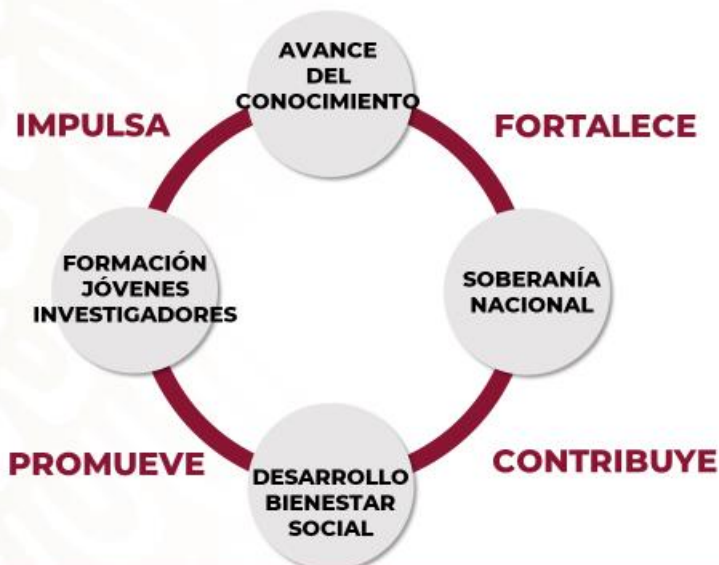 AVANCE
DEL
CONOCIMIENTO
IMPULSA
FORTALECE
FORMACIÓN
JÓVENES
INVESTIGADORES
SOBERANÍA
NACIONAL
PROMUEVE
CONTRIBUYE
DESARROLLO
BIENESTAR
SOCIAL